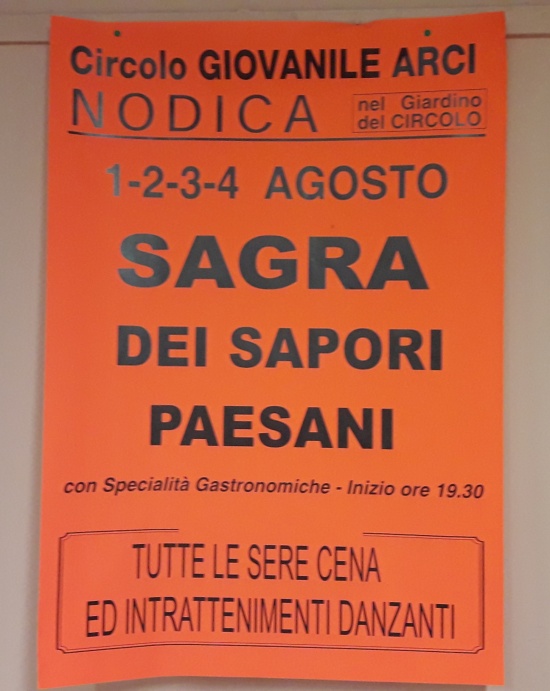 Circolo GIOVANILE ARCI
NODICA
nel Giardino
del CIRCOLO
1-2-3-4 AGOSTO
SAGRA
DEI SAPORI
PAESANI
con Specialità Gastronomiche - Inizio ore 19.30
TUTTE LE SERE CENA
ED INTRATTENIMENTI DANZANTI